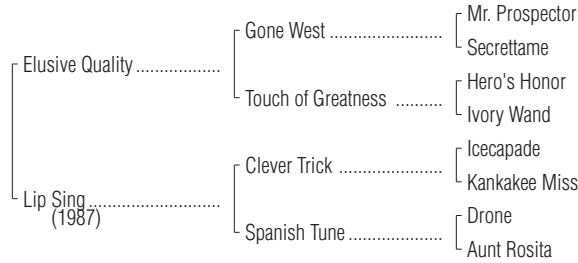 Mr. Prospector
Gone West ......................
Secrettame
Elusive Quality .................
Hero's Honor
Touch of Greatness ..........
Ivory Wand
Icecapade
Clever Trick .....................
Kankakee Miss
Lip Sing ..........................
(1987)
Drone
Spanish Tune ...................
Aunt Rosita